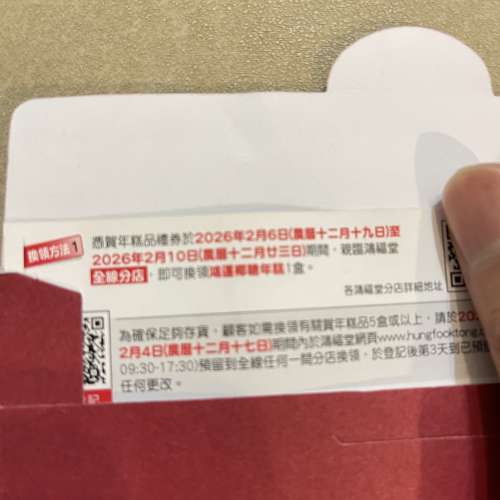 換領方法1
憑賀年糕品禮券於2026年2月6日(農曆十二月十九日)至
2026年2月10日(農曆十二月廿三日)期間，親臨鴻福堂
全線分店，即可換領鴻運椰糖年糕1盒。
各鴻福堂分店詳細地址
為確保足夠存貨，顧客如需換領有關賀年糕品5盒或以上，請於202
2月4日(農曆十二月十七日)期間內於鴻福堂網頁www.hungfooktong.c
09:30-17:30)預留到全線任何一間分店換領，於登記後第3天到已預
任何更改。
記